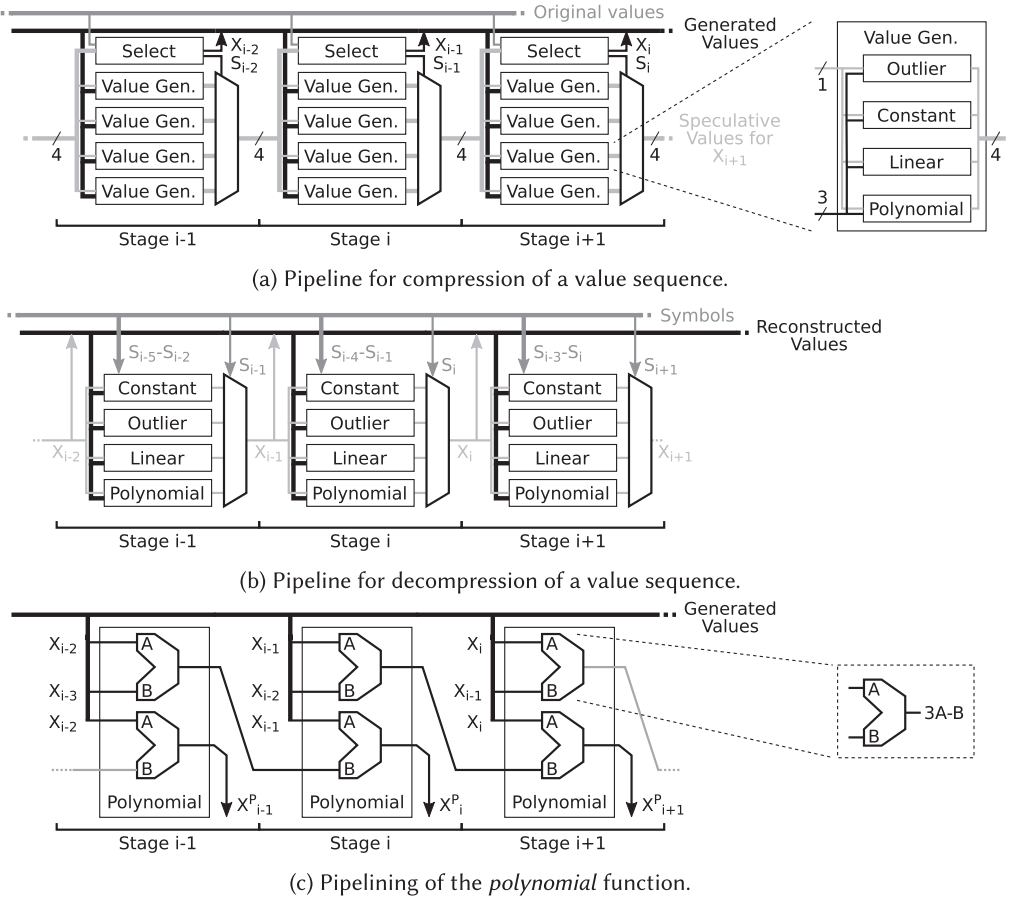 Original values
Generated
Values
Select
X_{i-2}
S_{i-2}
Select
X_{i-1}
S_{i-1}
Select
X_i
S_i
Value Gen.
Value Gen.
Value Gen.
Value Gen.
Value Gen.
Value Gen.
Value Gen.
Value Gen.
Value Gen.
Value Gen.
Value Gen.
Value Gen.
4
4
4
4
Speculative
Values for
X_{i+1}
Value Gen.
Outlier
1
Constant
Linear
4
3
Polynomial
Stage i-1
Stage i
Stage i+1
(a) Pipeline for compression of a value sequence.
Symbols
Reconstructed
Values
S_{i-5}-S_{i-2}
S_{i-1}
S_{i-4}-S_{i-1}
S_i
S_{i-3}-S_i
S_{i+1}
Constant
Constant
Constant
Outlier
Outlier
Outlier
X_{i-2}
Linear
X_{i-1}
Linear
X_i
Linear
X_{i+1}
Polynomial
Polynomial
Polynomial
Stage i-1
Stage i
Stage i+1
(b) Pipeline for decompression of a value sequence.
Generated
Values
X_{i-2}
A
X_{i-1}
A
X_i
A
X_{i-3}
B
X_{i-2}
B
X_{i-1}
B
X_{i-2}
A
X_{i-1}
A
X_i
A
B
B
B
A
B
3A-B
Polynomial
X^P_{i-1}
Polynomial
X^P_i
Polynomial
X^P_{i+1}
Stage i-1
Stage i
Stage i+1
(c) Pipelining of the polynomial function.